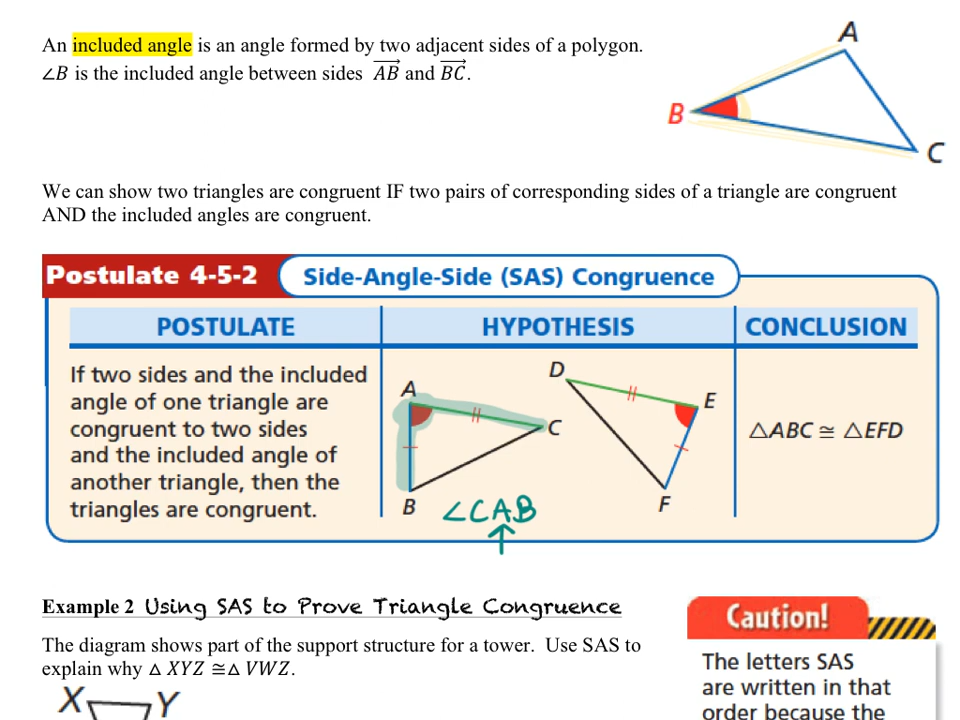 An included angle is an angle formed by two adjacent sides of a polygon.
∠B is the included angle between sides AB and BC.
A
B
C
We can show two triangles are congruent IF two pairs of corresponding sides of a triangle are congruent
AND the included angles are congruent.
Postulate 4-5-2 Side-Angle-Side (SAS) Congruence
POSTULATE HYPOTHESIS CONCLUSION
If two sides and the included
angle of one triangle are
congruent to two sides
and the included angle of
another triangle, then the
triangles are congruent.
A
C
B
D
E
F
∠CAB
△ABC ≅ △EFD
Example 2 Using SAS to Prove Triangle Congruence
The diagram shows part of the support structure for a tower. Use SAS to
explain why △ XYZ ≅△ VWZ.
X Y
Caution!
The letters SAS
are written in that
order because the